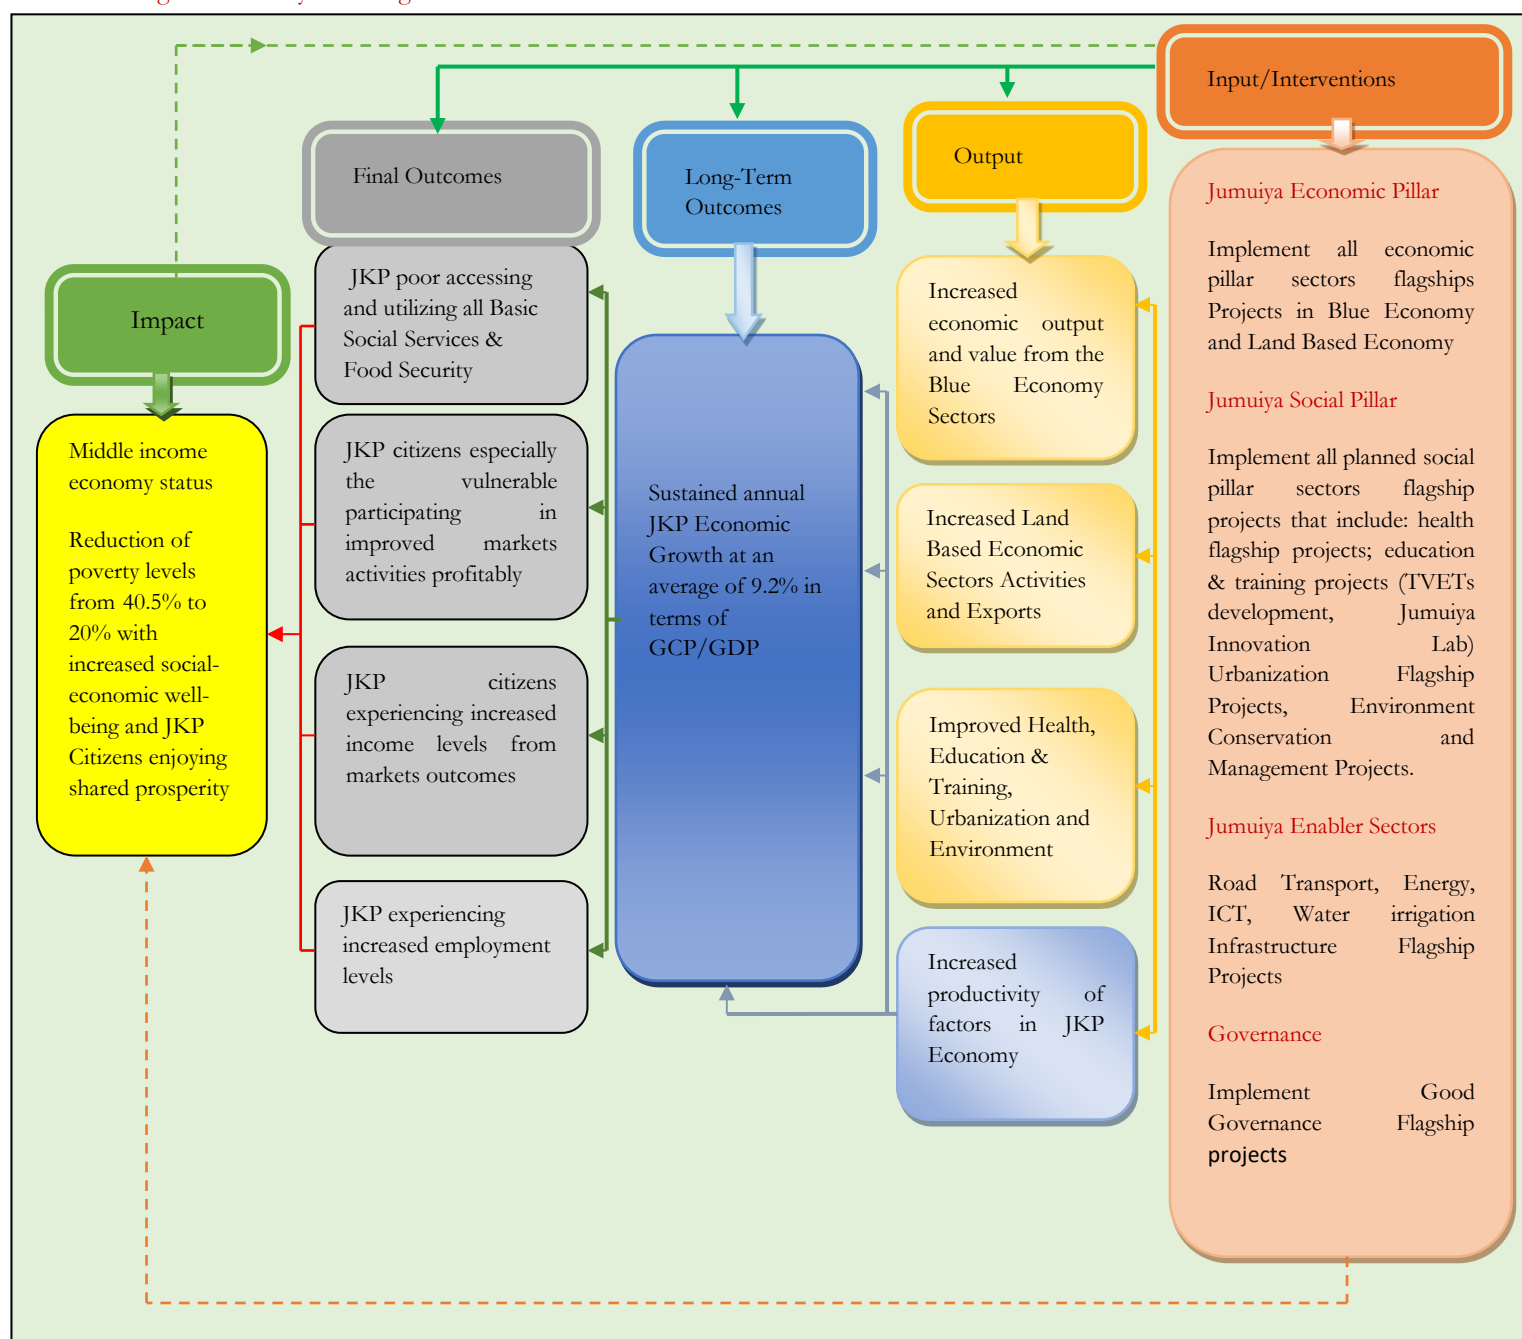 Input/Interventions
Output
Long-Term
Outcomes
Final Outcomes
Impact
Jumuiya Economic Pillar
Implement all economic
pillar sectors flagships
Projects in Blue Economy
and Land Based Economy
Jumuiya Social Pillar
Implement all planned social
pillar sectors flagship
projects that include: health
flagship projects; education
& training projects (TVETs
development, Jumuiya
Innovation Lab)
Urbanization Flagship
Projects, Environment
Conservation and
Management Projects.
Jumuiya Enabler Sectors
Road Transport, Energy,
ICT, Water irrigation
Infrastructure Flagship
Projects
Governance
Implement Good
Governance Flagship
projects
Increased
economic output
and value from the
Blue Economy
Sectors
Increased Land
Based Economic
Sectors Activities
and Exports
Improved Health,
Education &
Training,
Urbanization and
Environment
Increased
productivity of
factors in JKP
Economy
Sustained annual
JKP Economic
Growth at an
average of 9.2% in
terms of
GCP/GDP
JKP poor accessing
and utilizing all Basic
Social Services &
Food Security
JKP citizens especially
the vulnerable
participating in
improved markets
activities profitably
JKP citizens
experiencing increased
income levels from
markets outcomes
JKP experiencing
increased employment
levels
Middle income
economy status
Reduction of
poverty levels
from 40.5% to
20% with
increased social-
economic well-
being and JKP
Citizens enjoying
shared prosperity